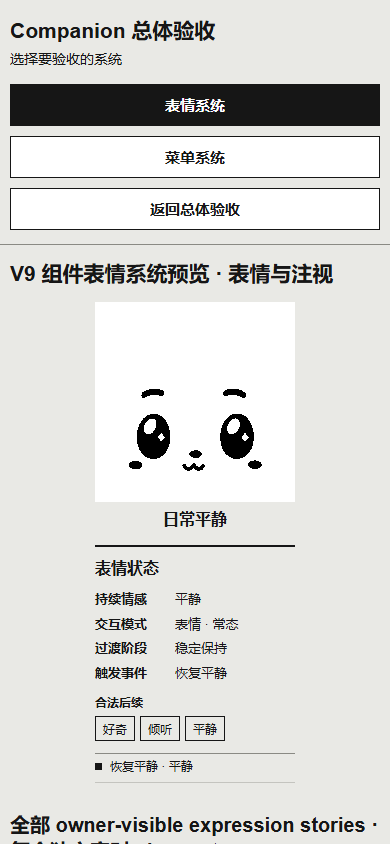 Companion 总体验收
选择要验收的系统
表情系统
菜单系统
返回总体验收
V9 组件表情系统预览 · 表情与注视
日常平静
表情状态
持续情感 平静
交互模式 表情 · 常态
过渡阶段 稳定保持
触发事件 恢复平静
合法后续
好奇 倾听 平静
恢复平静 · 平静
全部 owner-visible expression stories ·